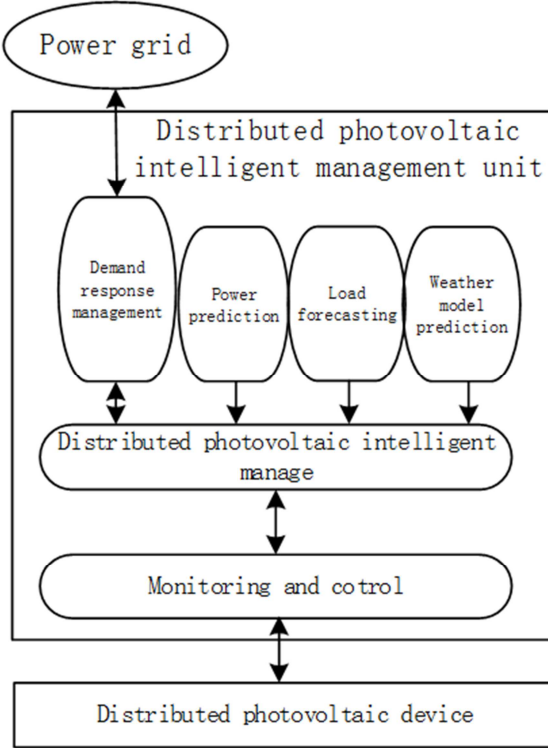 Power grid
Distributed photovoltaic
intelligent management unit
Demand
response
management
Power
prediction
Load
forecasting
Weather
model
prediction
Distributed photovoltaic intelligent
manage
Monitoring and cotrol
Distributed photovoltaic device